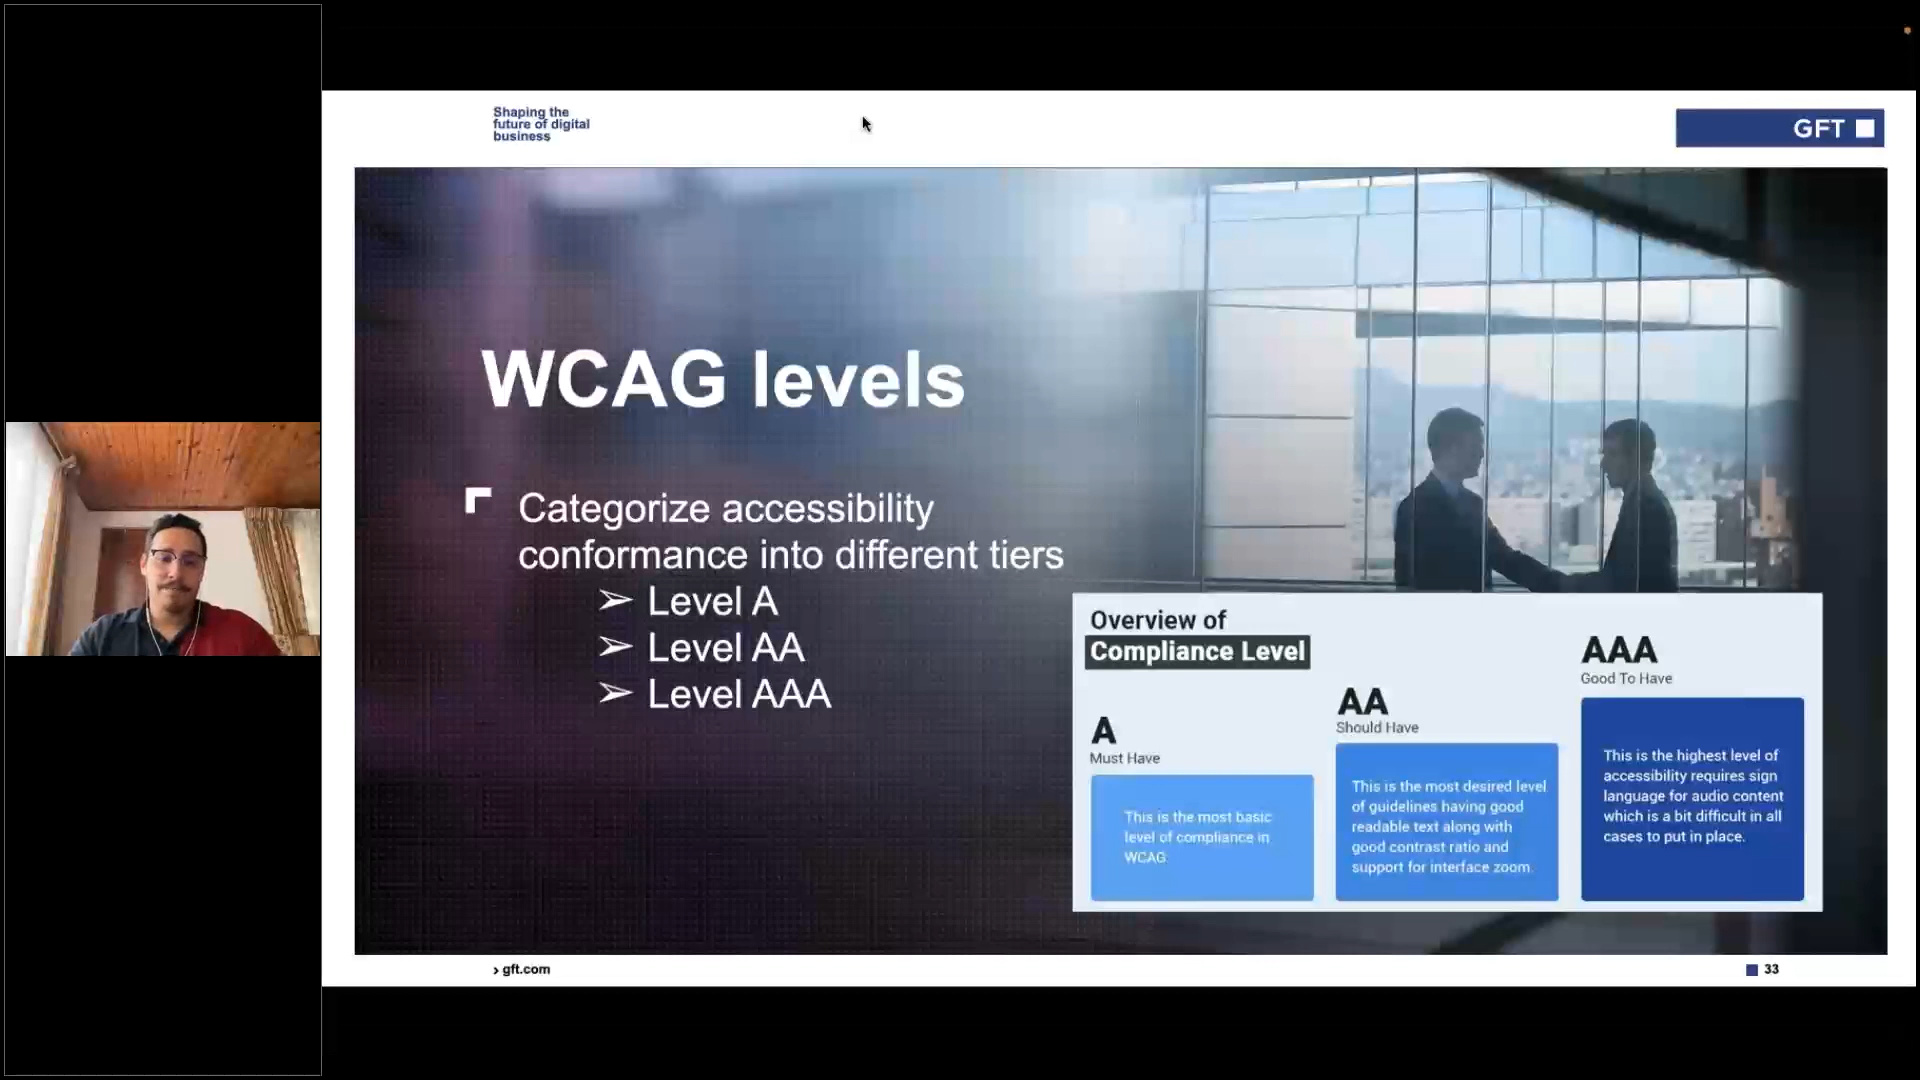 Shaping the
future of digital
business
GFT
WCAG levels
Categorize accessibility
conformance into different tiers
➢ Level A
➢ Level AA
➢ Level AAA
Overview of
Compliance Level
A
Must Have
This is the most basic
level of compliance in
WCAG
AA
Should Have
This is the most desired level
of guidelines having good
readable text along with
good contrast ratio and
support for interface zoom.
AAA
Good To Have
This is the highest level of
accessibility requires sign
language for audio content
which is a bit difficult in all
cases to put in place.
› gft.com
33